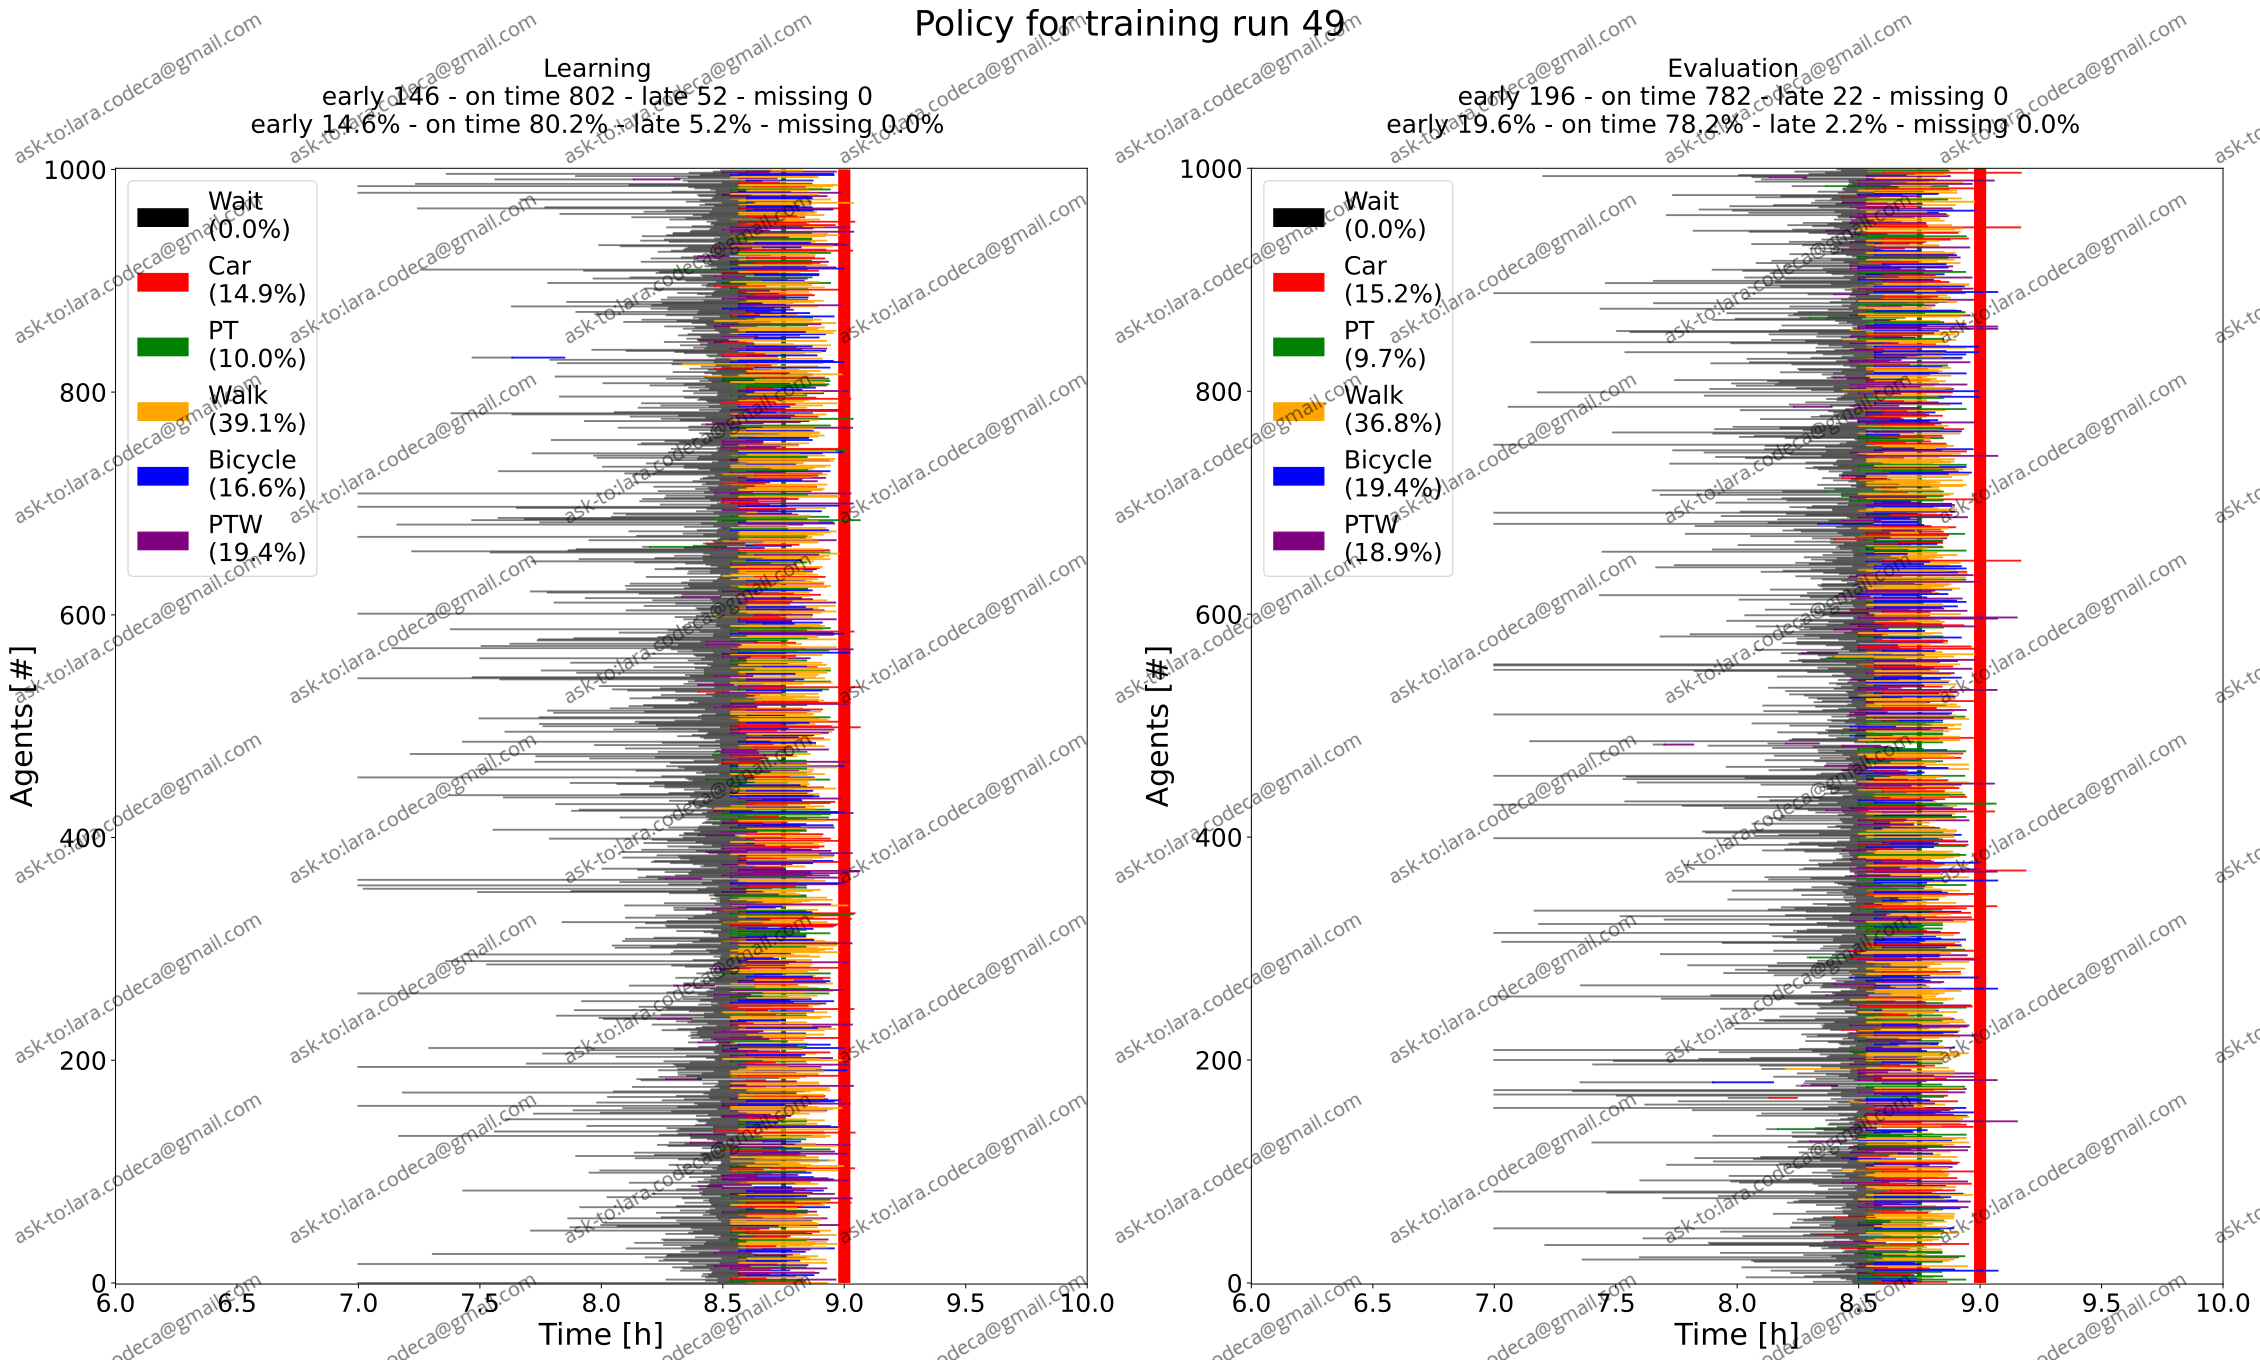 Policy for training run 49
Learning
early 146 - on time 802 - late 52 - missing 0
early 14.6% - on time 80.2% - late 5.2% - missing 0.0%
Evaluation
early 196 - on time 782 - late 22 - missing 0
early 19.6% - on time 78.2% - late 2.2% - missing 0.0%
Agents [#]
1000
800
600
400
200
0
Wait
(0.0%)
Car
(14.9%)
PT
(10.0%)
Walk
(39.1%)
Bicycle
(16.6%)
PTW
(19.4%)
6.0 6.5 7.0 7.5 8.0 8.5 9.0 9.5 10.0
Time [h]
Agents [#]
1000
800
600
400
200
0
Wait
(0.0%)
Car
(15.2%)
PT
(9.7%)
Walk
(36.8%)
Bicycle
(19.4%)
PTW
(18.9%)
6.0 6.5 7.0 7.5 8.0 8.5 9.0 9.5 10.0
Time [h]
ask-to:lara.codeca@gmail.com